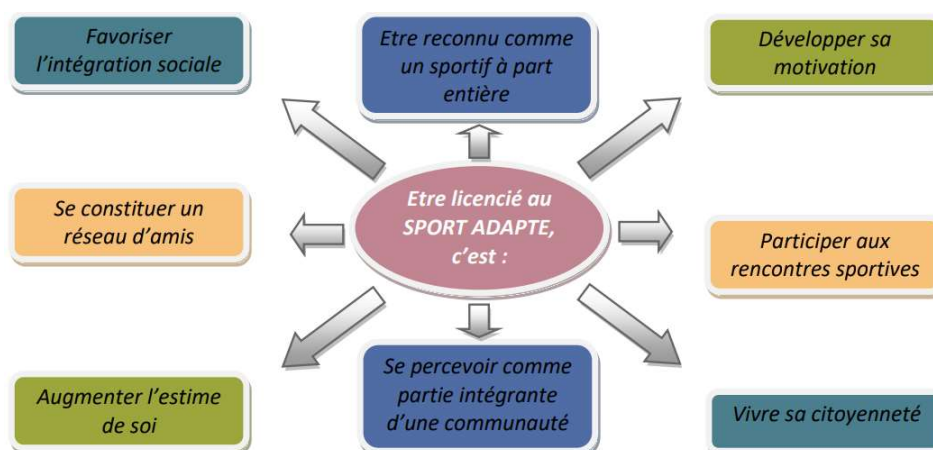 Favoriser
l'intégration sociale
Etre reconnu comme
un sportif à part
entière
Développer sa
motivation
Se constituer un
réseau d'amis
Etre licencié au
SPORT ADAPTE,
c'est :
Participer aux
rencontres sportives
Augmenter l'estime
de soi
Se percevoir comme
partie intégrante
d'une communauté
Vivre sa citoyenneté